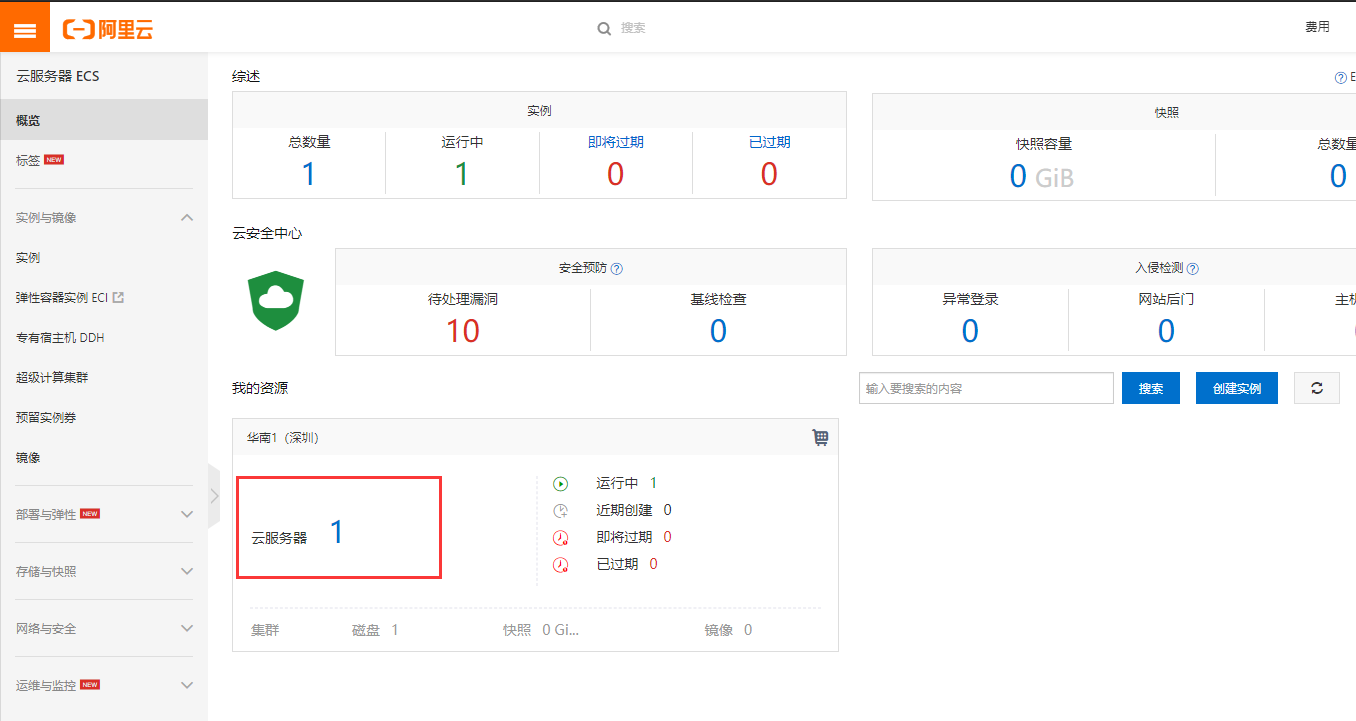 阿里云
搜索
费用
云服务器 ECS
概览
标签 NEW
实例与镜像
实例
弹性容器实例 ECI
专有宿主机 DDH
超级计算集群
预留实例券
镜像
部署与弹性 NEW
存储与快照
网络与安全
运维与监控 NEW
综述
E
实例
总数量 运行中 即将过期 已过期
1 1 0 0
快照
快照容量 总数量
0 GiB 0
云安全中心
安全预防
待处理漏洞 基线检查
10 0
入侵检测
异常登录 网站后门 主机
0 0
我的资源
输入要搜索的内容 搜索 创建实例
华南1（深圳）
云服务器 1
运行中 1
近期创建 0
即将过期 0
已过期 0
集群 磁盘 1 快照 0 Gi... 镜像 0